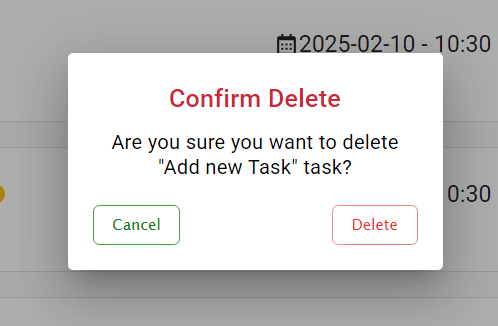 2025-02-10 - 10:30
Confirm Delete
Are you sure you want to delete
"Add new Task" task?
0:30
Cancel
Delete